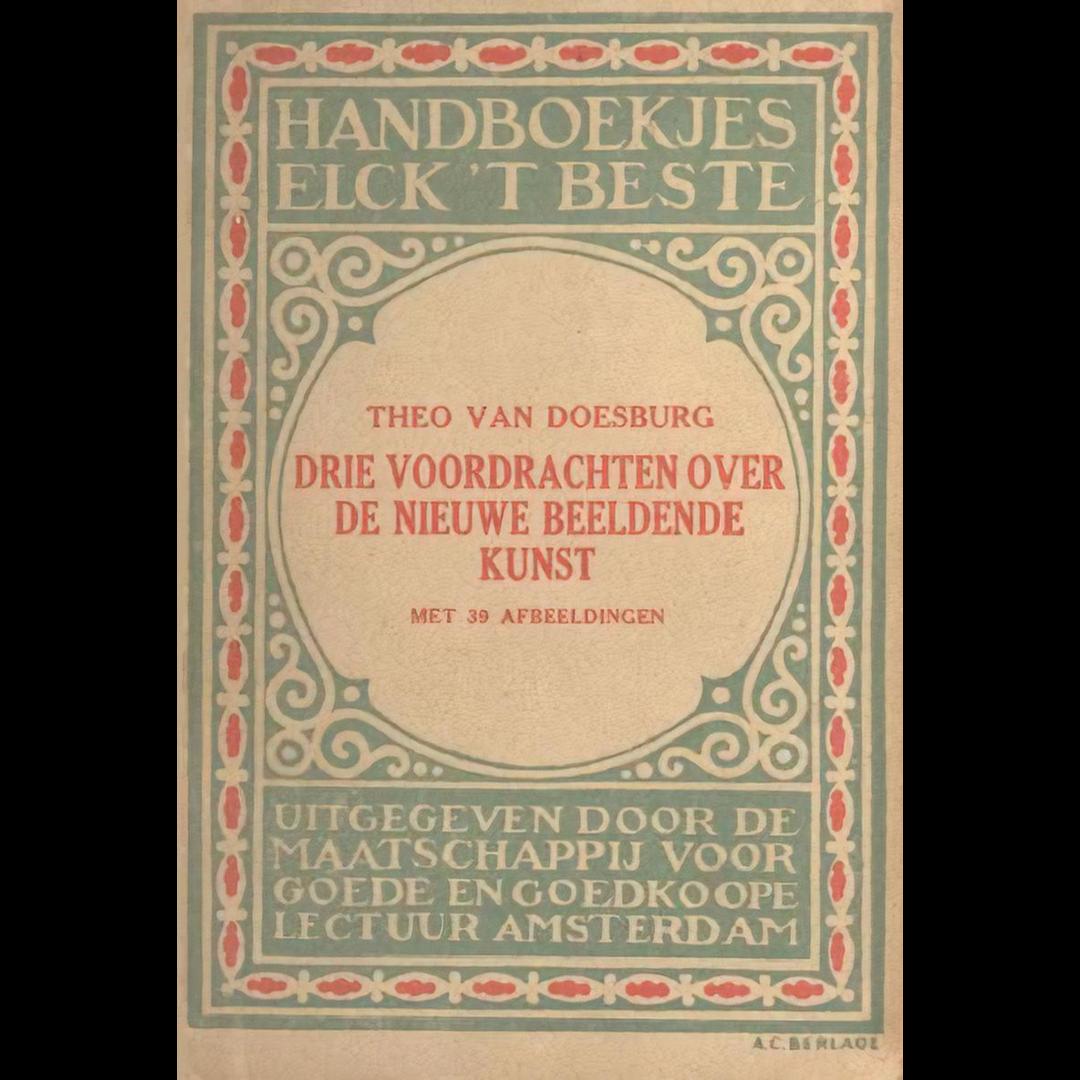 HANDBOEKJES
ELCK 'T BESTE
THEO VAN DOESBURG
DRIE VOORDRACHTEN OVER
DE NIEUWE BEELDENDE
KUNST
MET 39 AFBEELDINGEN
UITGEGEVEN DOOR DE
MAATSCHAPPIJ VOOR
GOEDE EN GOEDKOOPE
LECTUUR AMSTERDAM
A.C. BERLAGE